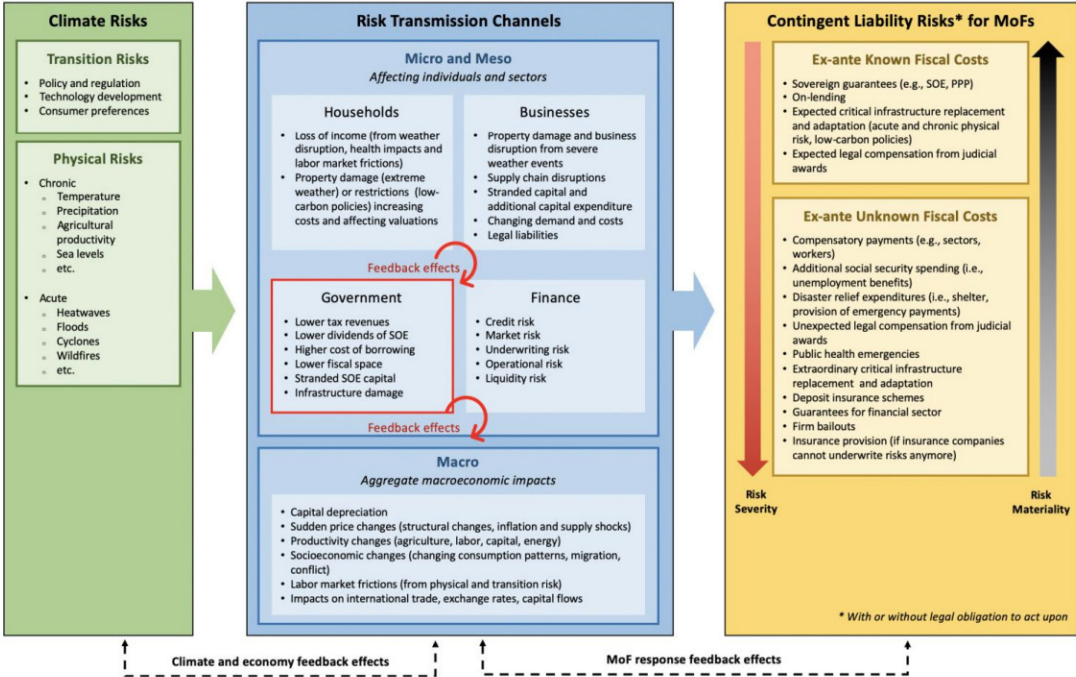 Climate Risks
Transition Risks
• Policy and regulation
• Technology development
• Consumer preferences
Physical Risks
• Chronic
o Temperature
o Precipitation
o Agricultural
productivity
o Sea levels
o etc.
• Acute
o Heatwaves
o Floods
o Cyclones
o Wildfires
o etc.
Risk Transmission Channels
Micro and Meso
Affecting individuals and sectors
Households
• Loss of income (from weather
disruption, health impacts and
labor market frictions)
• Property damage (extreme
weather) or restrictions (low-
carbon policies) increasing
costs and affecting valuations
Businesses
• Property damage and business
disruption from severe
weather events
• Supply chain disruptions
• Stranded capital and
additional capital expenditure
• Changing demand and costs
• Legal liabilities
Feedback effects
Government
• Lower tax revenues
• Lower dividends of SOE
• Higher cost of borrowing
• Lower fiscal space
• Stranded SOE capital
• Infrastructure damage
Finance
• Credit risk
• Market risk
• Underwriting risk
• Operational risk
• Liquidity risk
Feedback effects
Macro
Aggregate macroeconomic impacts
• Capital depreciation
• Sudden price changes (structural changes, inflation and supply shocks)
• Productivity changes (agriculture, labor, capital, energy)
• Socioeconomic changes (changing consumption patterns, migration,
conflict)
• Labor market frictions (from physical and transition risk)
• Impacts on international trade, exchange rates, capital flows
Contingent Liability Risks* for MoFs
Ex-ante Known Fiscal Costs
• Sovereign guarantees (e.g., SOE, PPP)
• On-lending
• Expected critical infrastructure replacement
and adaptation (acute and chronic physical
risk, low-carbon policies)
• Expected legal compensation from judicial
awards
Ex-ante Unknown Fiscal Costs
• Compensatory payments (e.g., sectors,
workers)
• Additional social security spending (i.e.,
unemployment benefits)
• Disaster relief expenditures (i.e., shelter,
provision of emergency payments)
• Unexpected legal compensation from judicial
awards
• Public health emergencies
• Extraordinary critical infrastructure
replacement and adaptation
• Deposit insurance schemes
• Guarantees for financial sector
• Firm bailouts
• Insurance provision (if insurance companies
cannot underwrite risks anymore)
Risk
Severity
Risk
Materiality
* With or without legal obligation to act upon
Climate and economy feedback effects
MoF response feedback effects